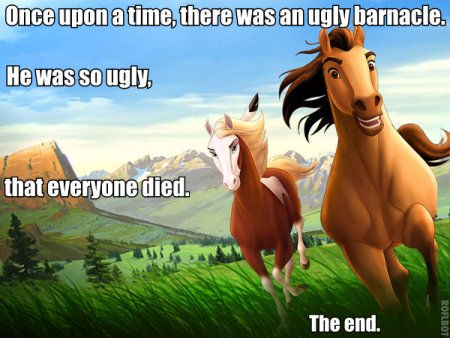 Once upon a time, there was an ugly barnacle.
He was so ugly,
that everyone died.
The end.
ROFLBOT